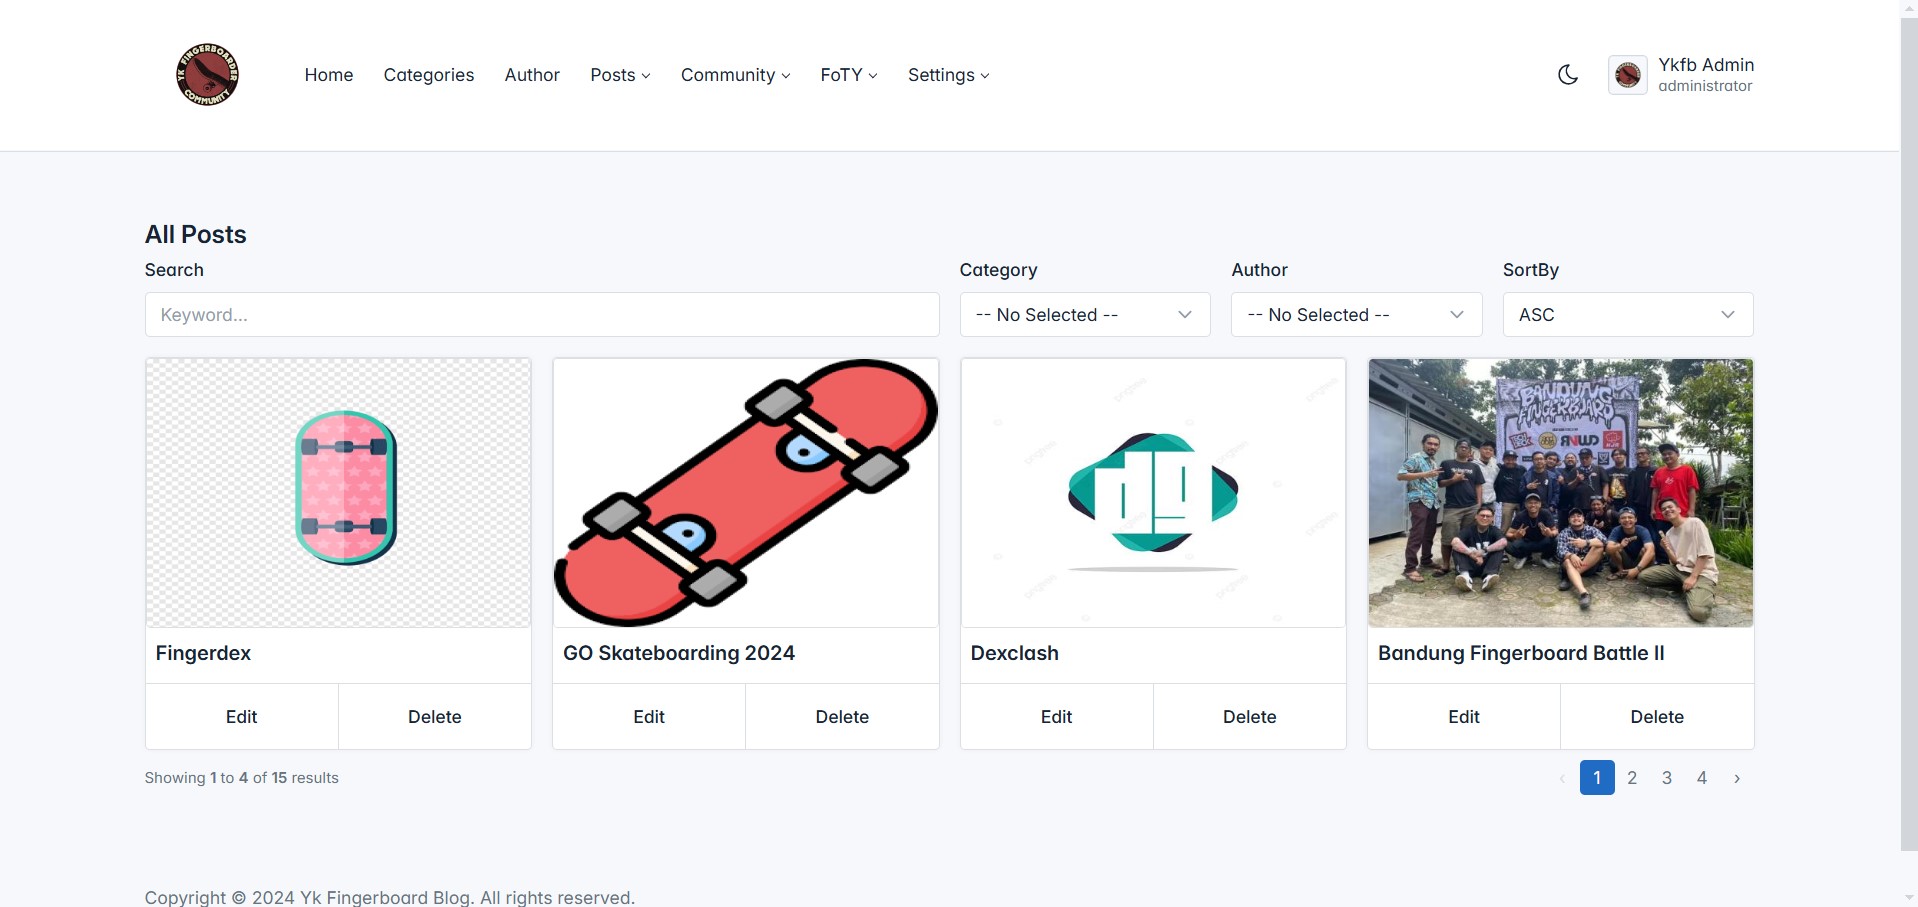 YK FINGERBOARDER
COMMUNITY
Home
Categories
Author
Posts
Community
FoTY
Settings
Ykfb Admin
administrator
All Posts
Search
Category
Author
SortBy
Keyword...
-- No Selected --
-- No Selected --
ASC
BANDUNG
FINGERBOARD
Fingerdex
GO Skateboarding 2024
Dexclash
Bandung Fingerboard Battle II
Edit
Delete
Edit
Delete
Edit
Delete
Edit
Delete
Showing 1 to 4 of 15 results
‹ 1 2 3 4 ›
Copyright © 2024 Yk Fingerboard Blog. All rights reserved.